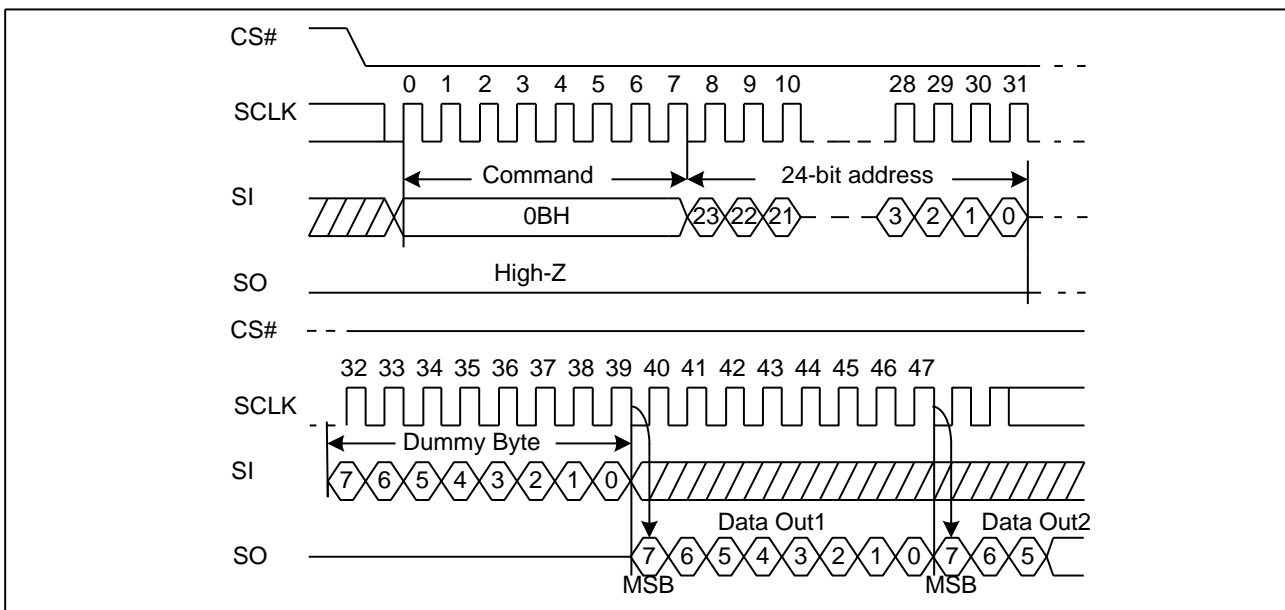 CS#
0 1 2 3 4 5 6 7 8 9 10 28 29 30 31
SCLK
Command 24-bit address
SI
0BH 23 22 21 3 2 1 0
High-Z
SO
CS#
32 33 34 35 36 37 38 39 40 41 42 43 44 45 46 47
SCLK
Dummy Byte
SI
7 6 5 4 3 2 1 0
Data Out1 Data Out2
SO
7 6 5 4 3 2 1 0 7 6 5
MSB MSB